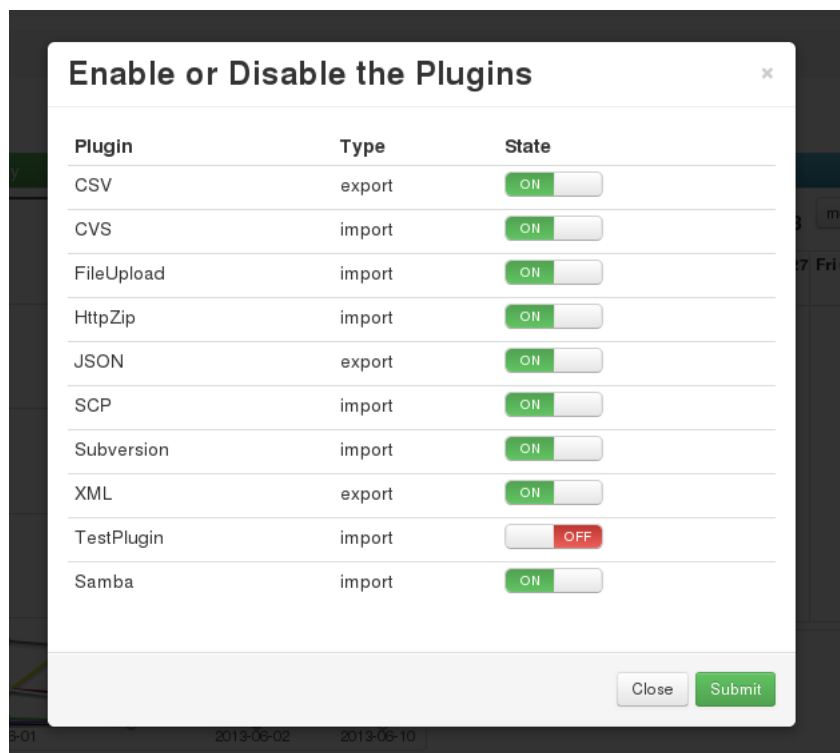 Enable or Disable the Plugins ×
Plugin Type State
CSV export ON
CVS import ON
FileUpload import ON
HttpZip import ON
JSON export ON
SCP import ON
Subversion import ON
XML export ON
TestPlugin import OFF
Samba import ON
Close Submit
27 Fri
2013-06-02 2013-06-10